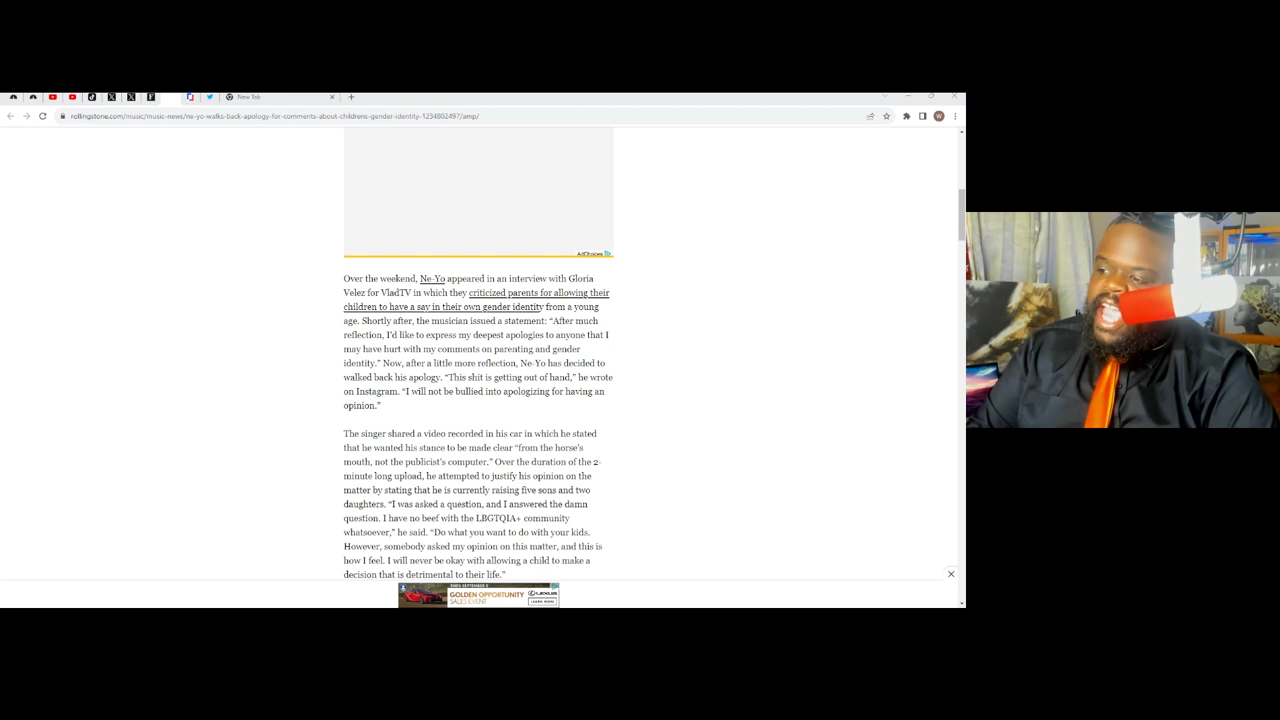 New Tab
rollingstone.com/music/music-news/ne-yo-walks-back-apology-for-comments-about-childrens-gender-identity-1234802497/amp/
W
AdChoices
Over the weekend, Ne-Yo appeared in an interview with Gloria
Velez for VladTV in which they criticized parents for allowing their
children to have a say in their own gender identity from a young
age. Shortly after, the musician issued a statement: “After much
reflection, I’d like to express my deepest apologies to anyone that I
may have hurt with my comments on parenting and gender
identity.” Now, after a little more reflection, Ne-Yo has decided to
walked back his apology. “This shit is getting out of hand,” he wrote
on Instagram. “I will not be bullied into apologizing for having an
opinion.”
The singer shared a video recorded in his car in which he stated
that he wanted his stance to be made clear “from the horse’s
mouth, not the publicist’s computer.” Over the duration of the 2-
minute long upload, he attempted to justify his opinion on the
matter by stating that he is currently raising five sons and two
daughters. “I was asked a question, and I answered the damn
question. I have no beef with the LBGTQIA+ community
whatsoever,” he said. “Do what you want to do with your kids.
However, somebody asked my opinion on this matter, and this is
how I feel. I will never be okay with allowing a child to make a
decision that is detrimental to their life.”
GOLDEN OPPORTUNITY
SALES EVENT
LEXUS
LEARN MORE